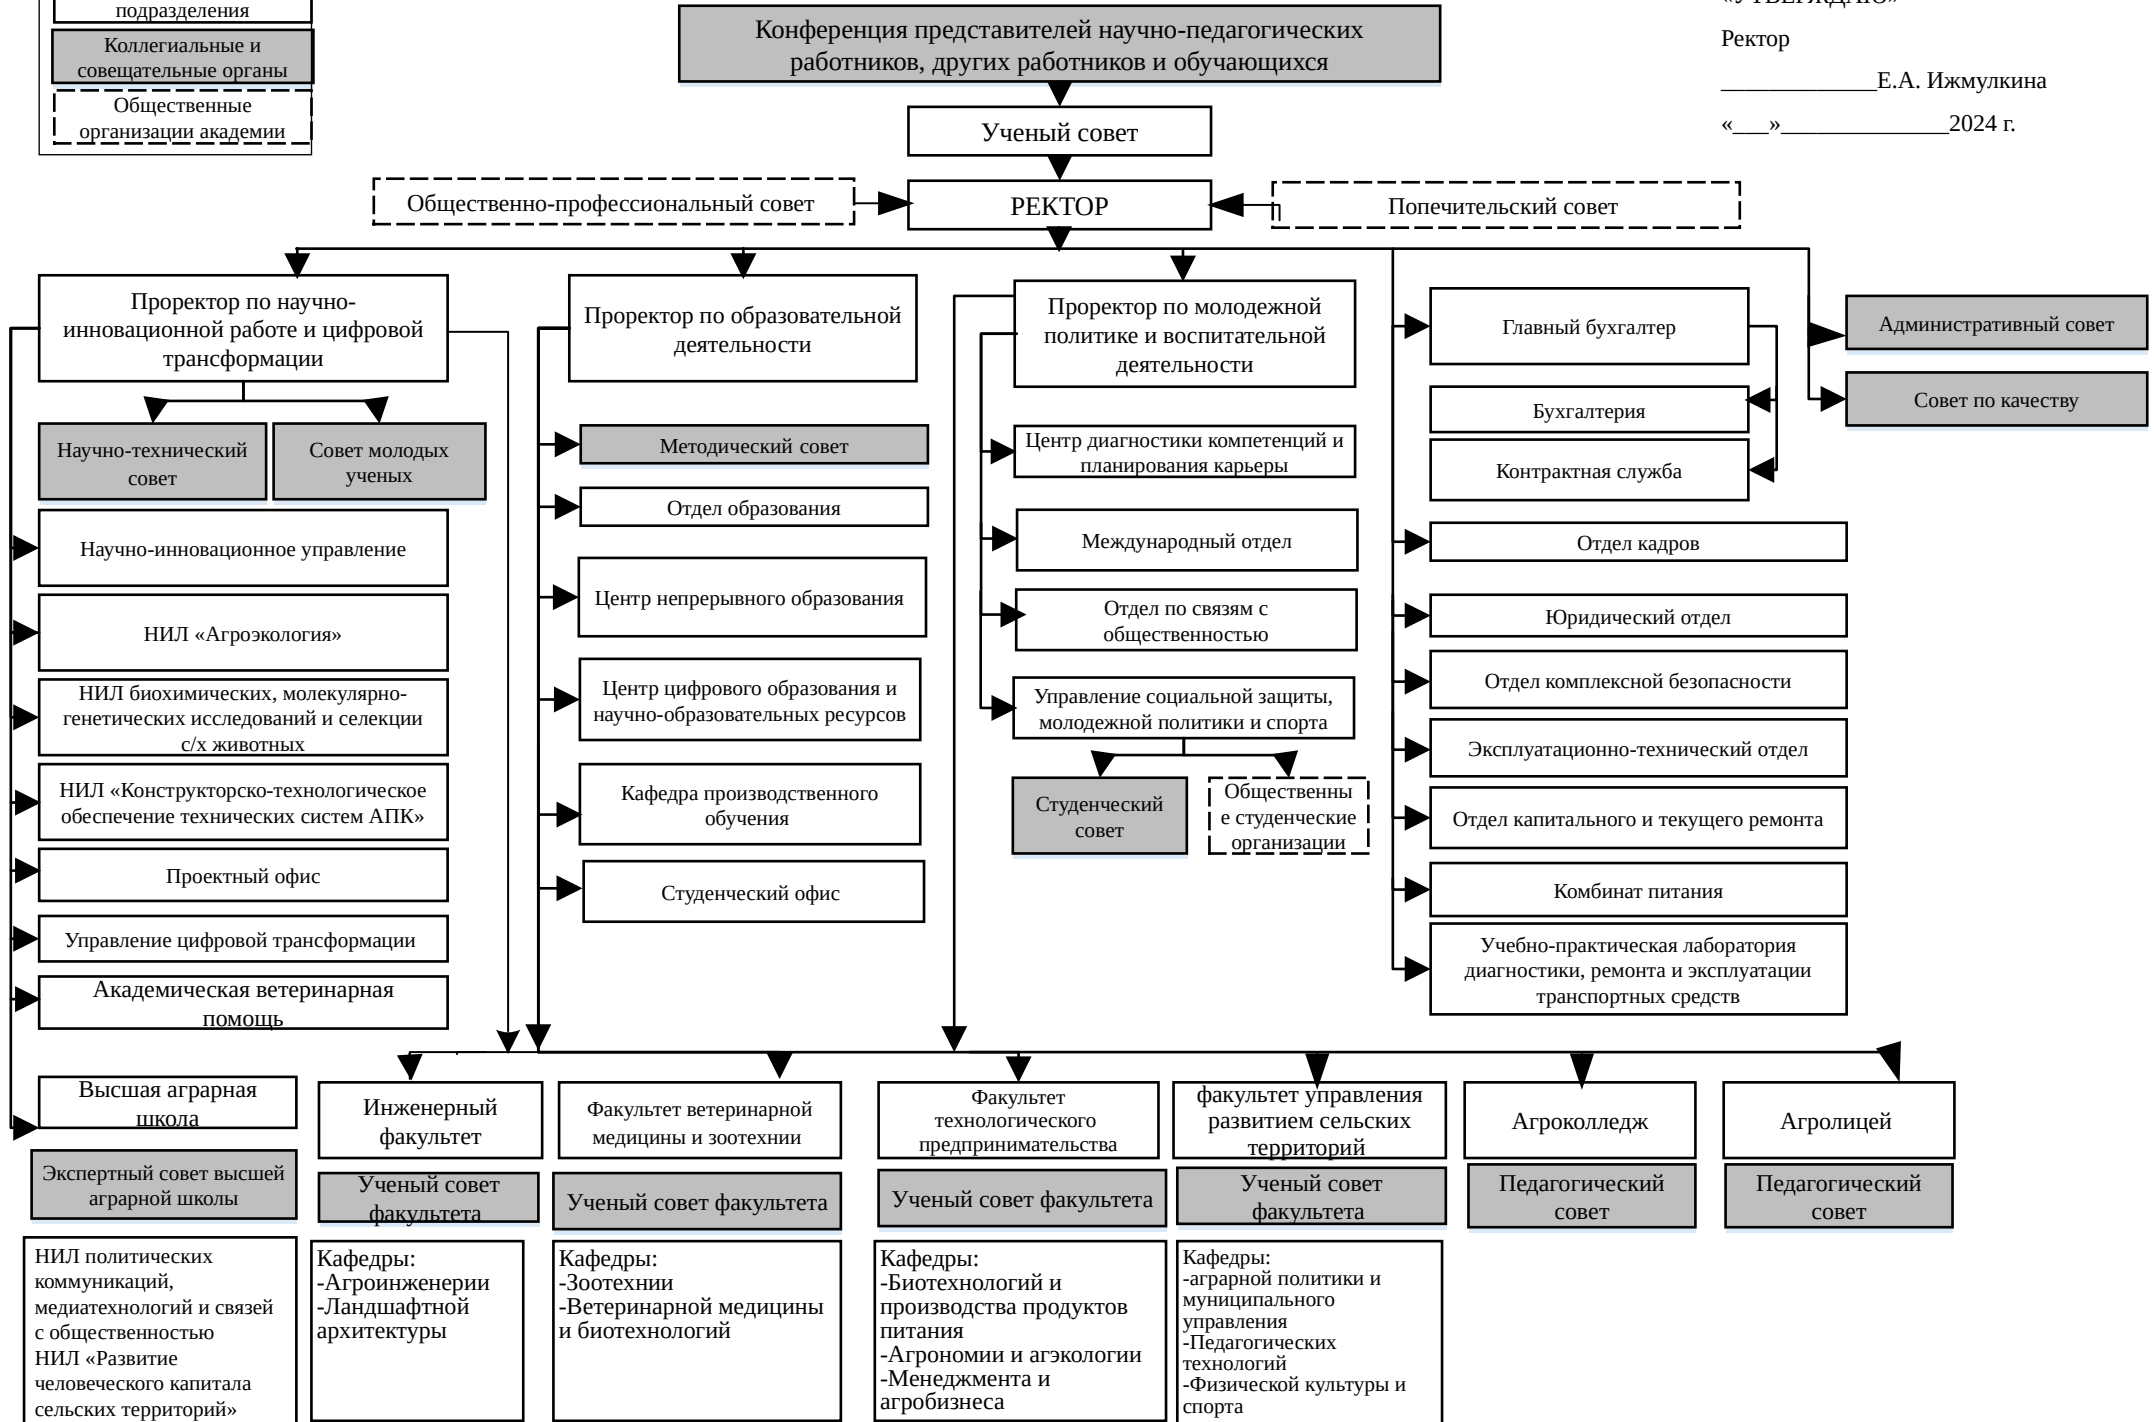 подразделения
Коллегиальные и
совещательные органы
Общественные
организации академии
Конференция представителей научно-педагогических
работников, других работников и обучающихся
«УТВЕРЖДАЮ»
Ректор
_____________Е.А. Ижмулкина
«___»______________2024 г.
Ученый совет
Общественно-профессиональный совет
РЕКТОР
Попечительский совет
Проректор по научно-
инновационной работе и цифровой
трансформации
Научно-технический
совет
Совет молодых
ученых
Научно-инновационное управление
НИЛ «Агроэкология»
НИЛ биохимических, молекулярно-
генетических исследований и селекции
с/х животных
НИЛ «Конструкторско-технологическое
обеспечение технических систем АПК»
Проектный офис
Управление цифровой трансформации
Академическая ветеринарная
помощь
Проректор по образовательной
деятельности
Методический совет
Отдел образования
Центр непрерывного образования
Центр цифрового образования и
научно-образовательных ресурсов
Кафедра производственного
обучения
Студенческий офис
Проректор по молодежной
политике и воспитательной
деятельности
Центр диагностики компетенций и
планирования карьеры
Международный отдел
Отдел по связям с
общественностью
Управление социальной защиты,
молодежной политики и спорта
Студенческий
совет
Общественны
е студенческие
организации
Главный бухгалтер
Бухгалтерия
Контрактная служба
Отдел кадров
Юридический отдел
Отдел комплексной безопасности
Эксплуатационно-технический отдел
Отдел капитального и текущего ремонта
Комбинат питания
Учебно-практическая лаборатория
диагностики, ремонта и эксплуатации
транспортных средств
Административный совет
Совет по качеству
Высшая аграрная
школа
Экспертный совет высшей
аграрной школы
НИЛ политических
коммуникаций,
медиатехнологий и связей
с общественностью
НИЛ «Развитие
человеческого капитала
сельских территорий»
Инженерный
факультет
Ученый совет
факультета
Кафедры:
-Агроинженерии
-Ландшафтной
архитектуры
Факультет ветеринарной
медицины и зоотехнии
Ученый совет факультета
Кафедры:
-Зоотехнии
-Ветеринарной медицины
и биотехнологий
Факультет
технологического
предпринимательства
Ученый совет факультета
Кафедры:
-Биотехнологий и
производства продуктов
питания
-Агрономии и агэкологии
-Менеджмента и
агробизнеса
факультет управления
развитием сельских
территорий
Ученый совет
факультета
Кафедры:
-аграрной политики и
муниципального
управления
-Педагогических
технологий
-Физической культуры и
спорта
Агроколледж
Педагогический
совет
Агролицей
Педагогический
совет